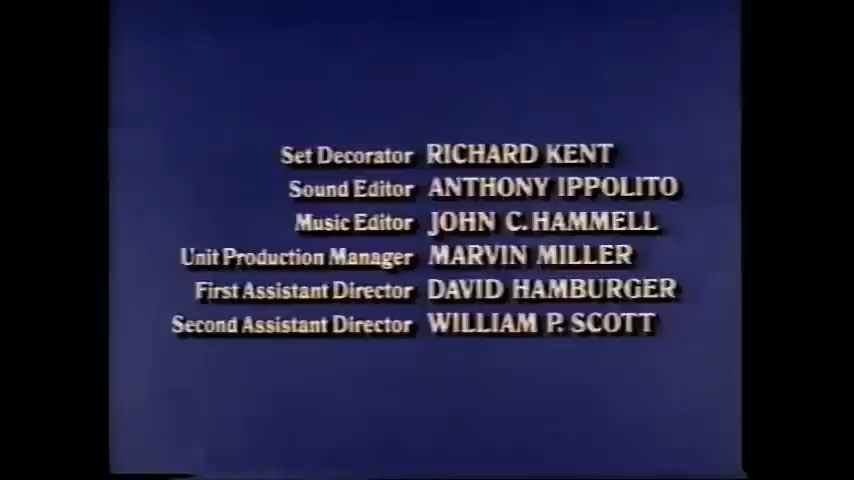 Set Decorator RICHARD KENT
Sound Editor ANTHONY IPPOLITO
Music Editor JOHN C. HAMMELL
Unit Production Manager MARVIN MILLER
First Assistant Director DAVID HAMBURGER
Second Assistant Director WILLIAM P. SCOTT